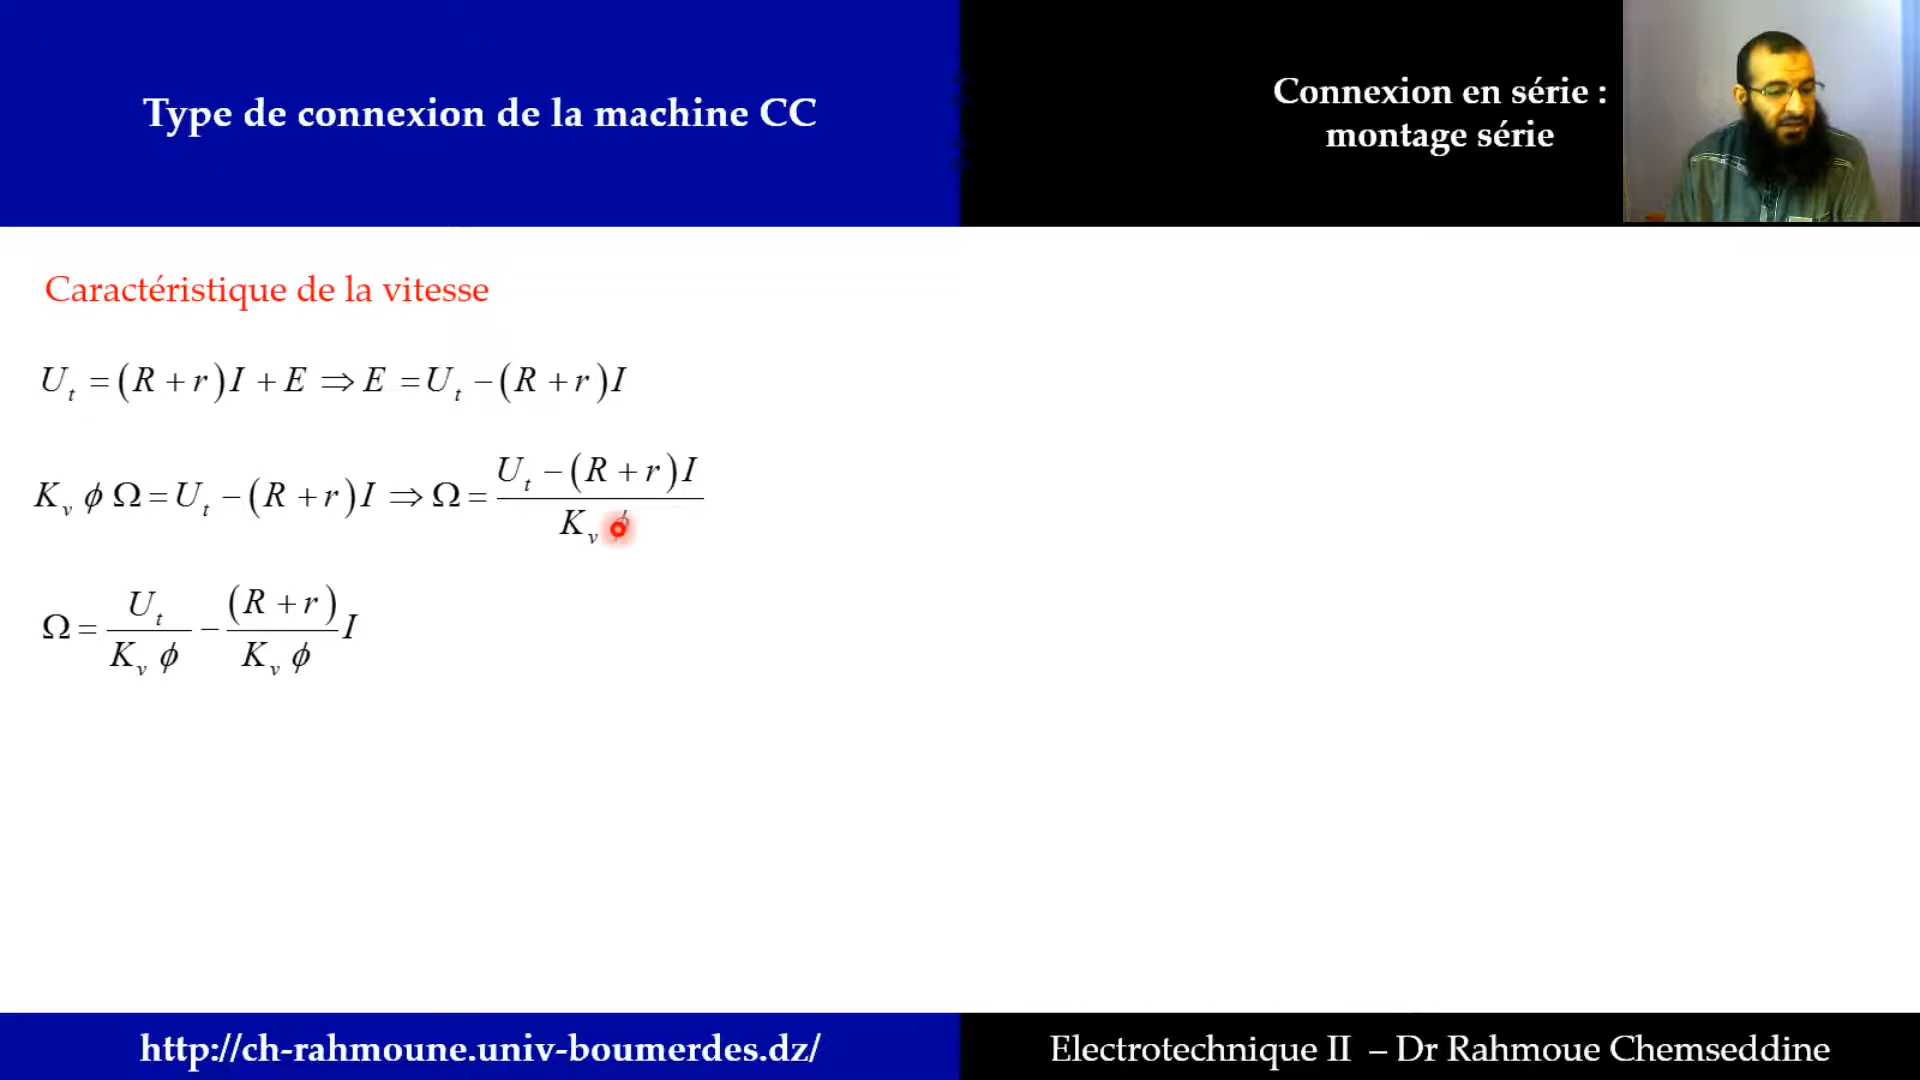 Type de connexion de la machine CC
Connexion en série :
montage série
Caractéristique de la vitesse
U_t = (R + r) I + E ⇒ E = U_t − (R + r) I
K_v ϕ Ω = U_t − (R + r) I ⇒ Ω = (U_t − (R + r) I) / (K_v ϕ)
Ω = U_t / (K_v ϕ) − (R + r) / (K_v ϕ) I
http://ch-rahmoune.univ-boumerdes.dz/
Electrotechnique II – Dr Rahmoue Chemseddine